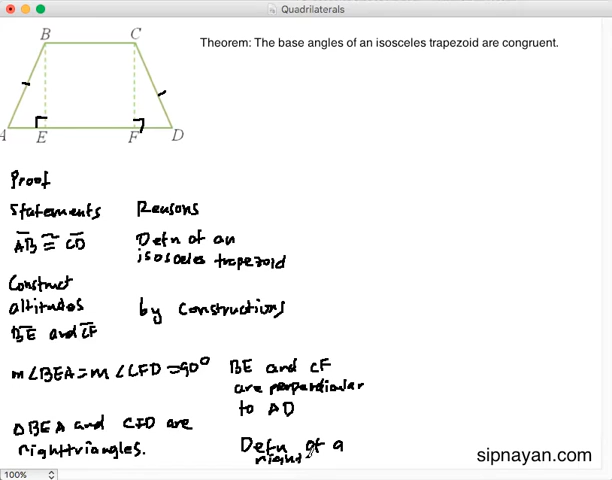 Quadrilaterals
Theorem: The base angles of an isosceles trapezoid are congruent.
B C
A E F D
Proof
Statements Reasons
AB ≅ CD Defn of an
isosceles trapezoid
Construct
altitudes by constructions
BE and CF
m∠BEA = m∠CFD = 90° BE and CF
are perpendicular
to AD
Δ BEA and CFD are
right triangles. Defn of a
right
sipnayan.com
100%